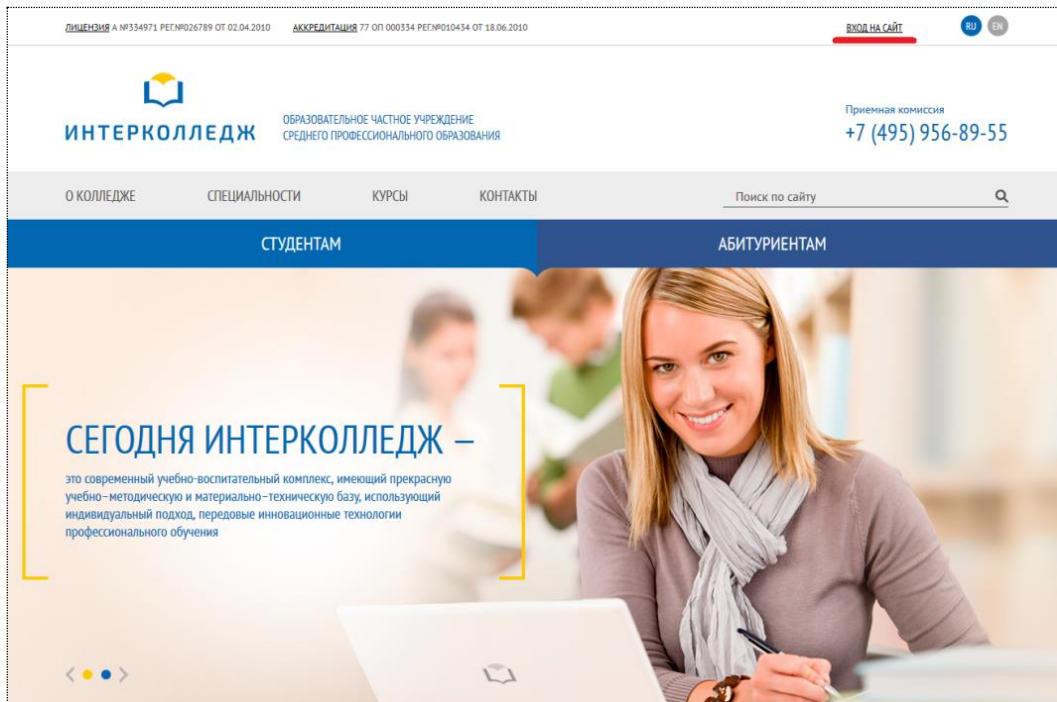 ЛИЦЕНЗИЯ А №334971 РЕГ.№026789 ОТ 02.04.2010 АККРЕДИТАЦИЯ 77 ОП 000334 РЕГ.№010434 ОТ 18.06.2010 ВХОД НА САЙТ RU EN
ИНТЕРКОЛЛЕДЖ
ОБРАЗОВАТЕЛЬНОЕ ЧАСТНОЕ УЧРЕЖДЕНИЕ
СРЕДНЕГО ПРОФЕССИОНАЛЬНОГО ОБРАЗОВАНИЯ
Приемная комиссия
+7 (495) 956-89-55
О КОЛЛЕДЖЕ СПЕЦИАЛЬНОСТИ КУРСЫ КОНТАКТЫ Поиск по сайту
СТУДЕНТАМ АБИТУРИЕНТАМ
СЕГОДНЯ ИНТЕРКОЛЛЕДЖ –
это современный учебно-воспитательный комплекс, имеющий прекрасную
учебно–методическую и материально–техническую базу, использующий
индивидуальный подход, передовые инновационные технологии
профессионального обучения